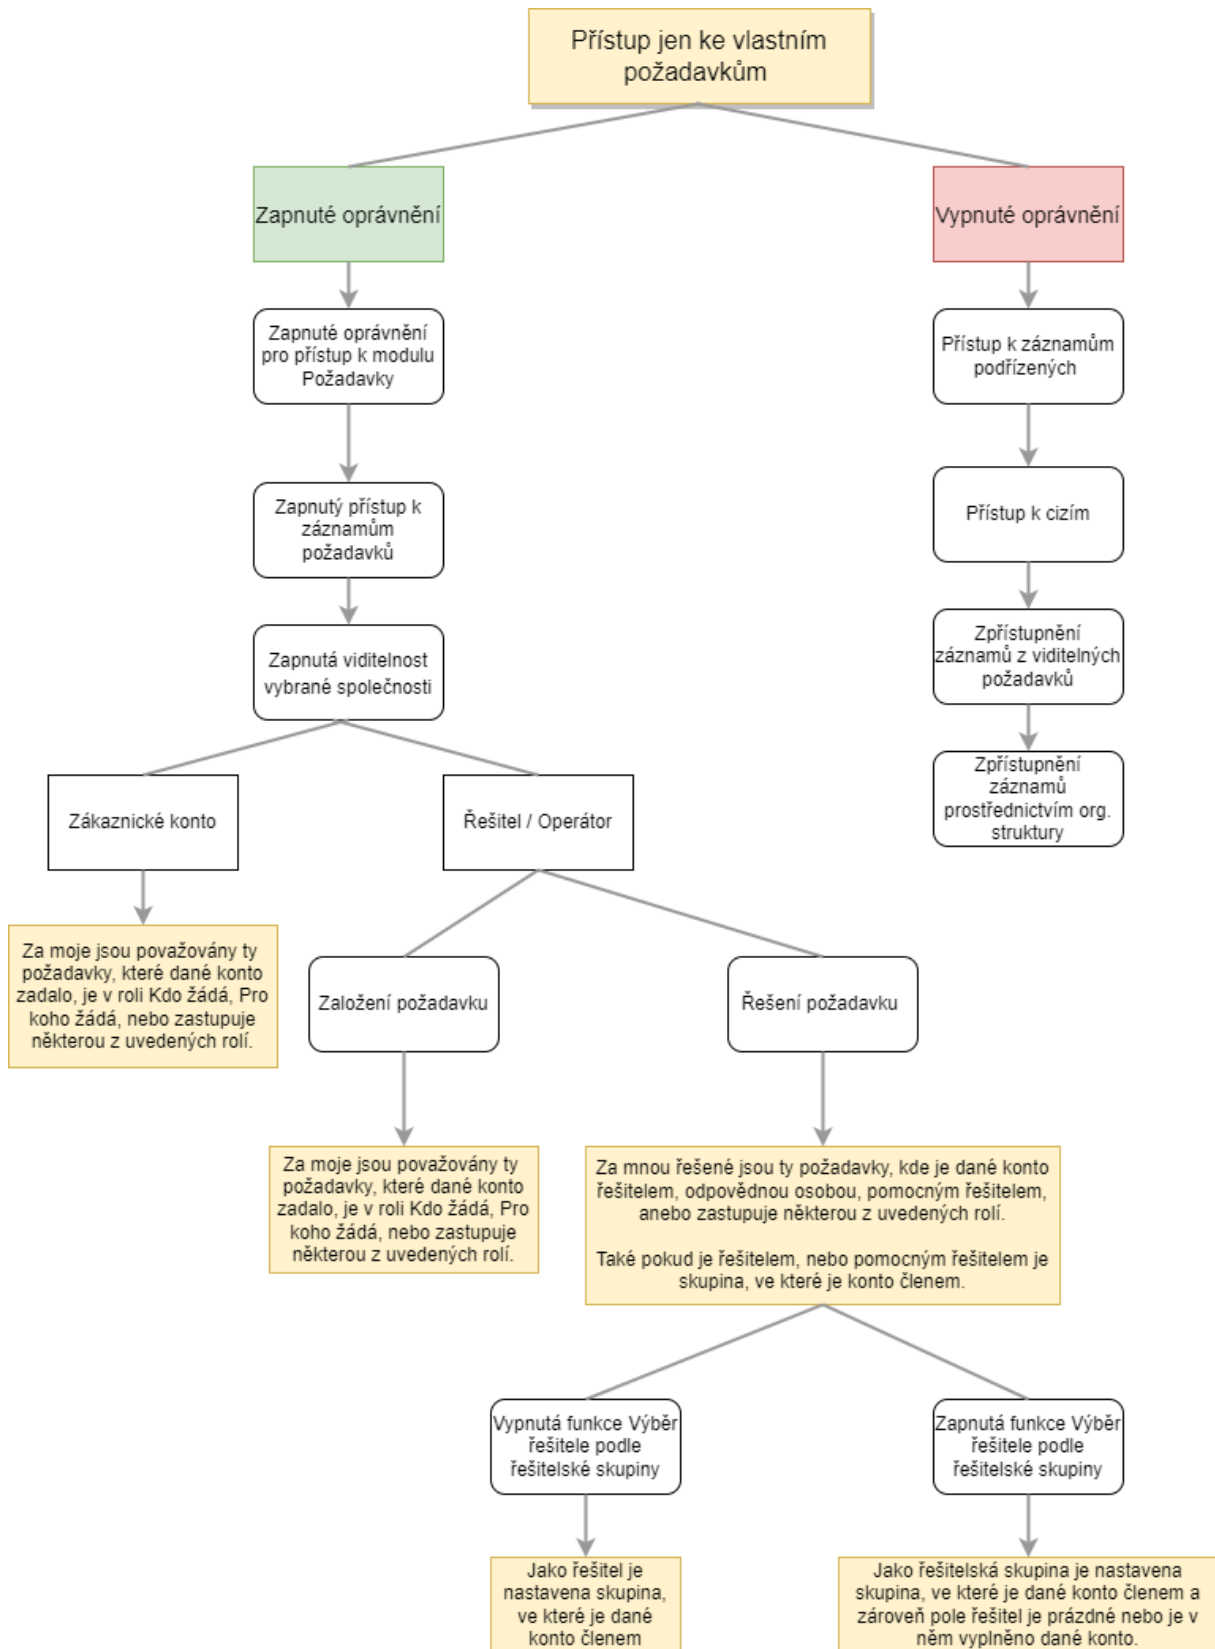 Přístup jen ke vlastním
požadavkům
Zapnuté oprávnění
Vypnuté oprávnění
Zapnuté oprávnění
pro přístup k modulu
Požadavky
Přístup k záznamům
podřízených
Zapnutý přístup k
záznamům
požadavků
Přístup k cizím
Zapnutá viditelnost
vybrané společnosti
Zpřístupnění
záznamů z viditelných
požadavků
Zpřístupnění
záznamů
prostřednictvím org.
struktury
Zákaznické konto
Řešitel / Operátor
Za moje jsou považovány ty
požadavky, které dané konto
zadalo, je v roli Kdo žádá, Pro
koho žádá, nebo zastupuje
některou z uvedených rolí.
Založení požadavku
Řešení požadavku
Za moje jsou považovány ty
požadavky, které dané konto
zadalo, je v roli Kdo žádá, Pro
koho žádá, nebo zastupuje
některou z uvedených rolí.
Za mnou řešené jsou ty požadavky, kde je dané konto
řešitelem, odpovědnou osobou, pomocným řešitelem,
anebo zastupuje některou z uvedených rolí.
Také pokud je řešitelem, nebo pomocným řešitelem je
skupina, ve které je konto členem.
Vypnutá funkce Výběr
řešitele podle
řešitelské skupiny
Zapnutá funkce Výběr
řešitele podle
řešitelské skupiny
Jako řešitel je
nastavena skupina,
ve které je dané
konto členem
Jako řešitelská skupina je nastavena
skupina, ve které je dané konto členem a
zároveň pole řešitel je prázdné nebo je v
něm vyplněno dané konto.